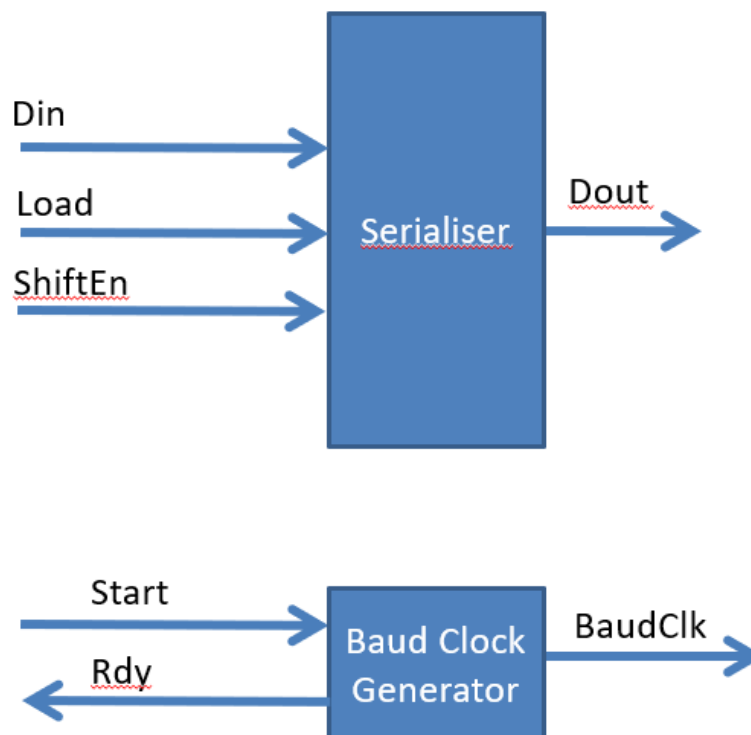 Din
Load
ShiftEn
Serialiser
Dout
Start
Rdy
Baud Clock
Generator
BaudClk